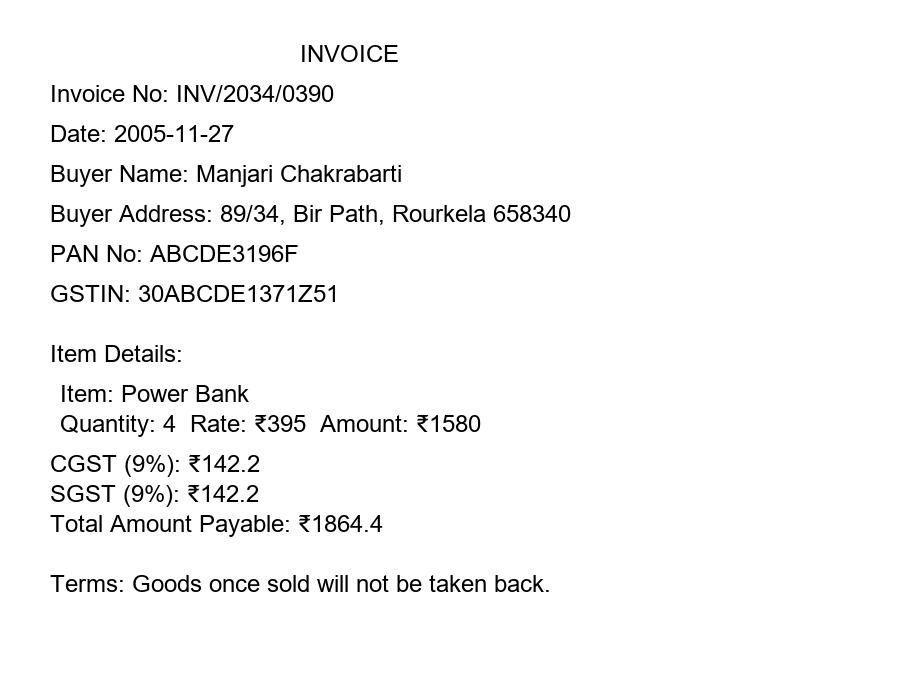 INVOICE
Invoice No: INV/2034/0390
Date: 2005-11-27
Buyer Name: Manjari Chakrabarti
Buyer Address: 89/34, Bir Path, Rourkela 658340
PAN No: ABCDE3196F
GSTIN: 30ABCDE1371Z51
Item Details:
Item: Power Bank
Quantity: 4  Rate: ₹395  Amount: ₹1580
CGST (9%): ₹142.2
SGST (9%): ₹142.2
Total Amount Payable: ₹1864.4
Terms: Goods once sold will not be taken back.